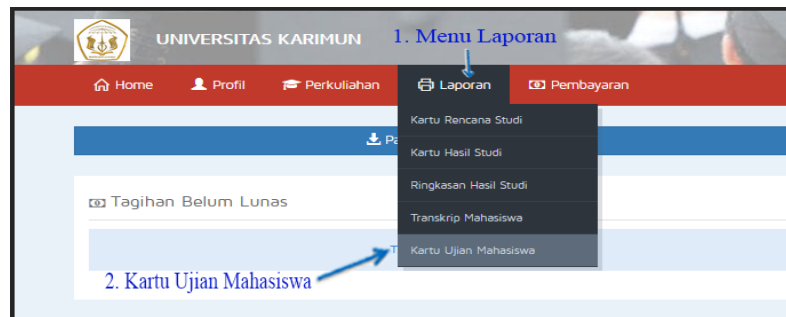 UNIVERSITAS KARIMUN
1. Menu Laporan
Home Profil Perkuliahan Laporan Pembayaran
Kartu Rencana Studi
Kartu Hasil Studi
Ringkasan Hasil Studi
Transkrip Mahasiswa
Kartu Ujian Mahasiswa
Tagihan Belum Lunas
2. Kartu Ujian Mahasiswa